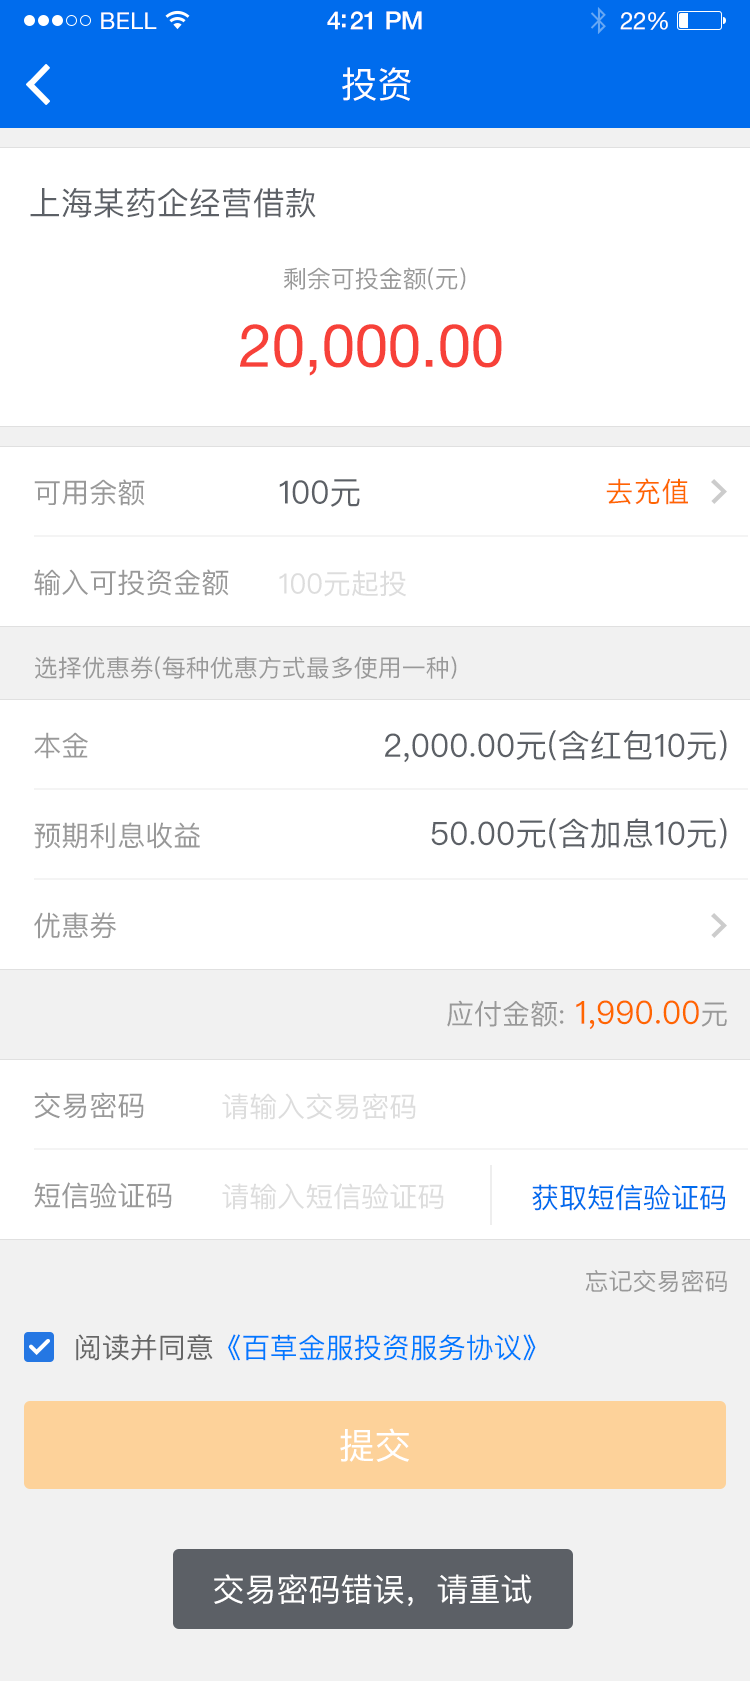 BELL 4:21 PM 22%
投资
上海某药企经营借款
剩余可投金额(元)
20,000.00
可用余额 100元 去充值
输入可投资金额 100元起投
选择优惠券(每种优惠方式最多使用一种)
本金 2,000.00元(含红包10元)
预期利息收益 50.00元(含加息10元)
优惠券
应付金额: 1,990.00元
交易密码 请输入交易密码
短信验证码 请输入短信验证码 获取短信验证码
忘记交易密码
阅读并同意《百草金服投资服务协议》
提交
交易密码错误，请重试